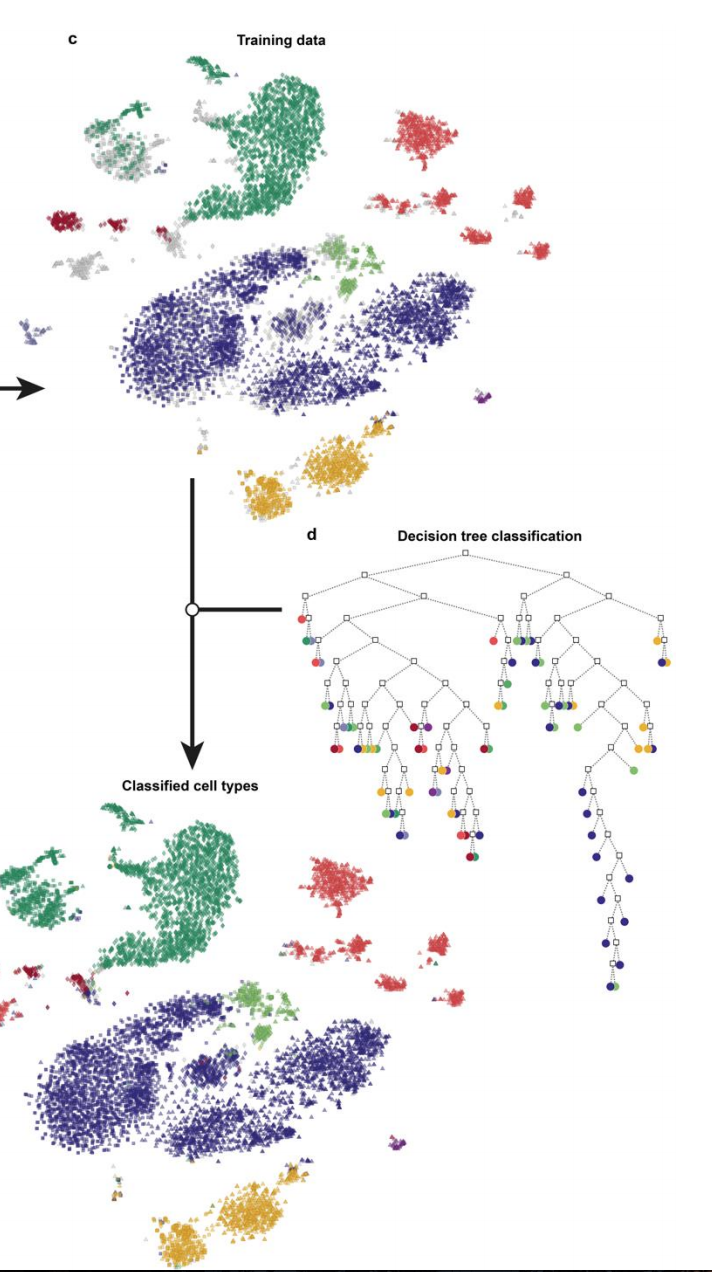 c
Training data
d
Decision tree classification
Classified cell types